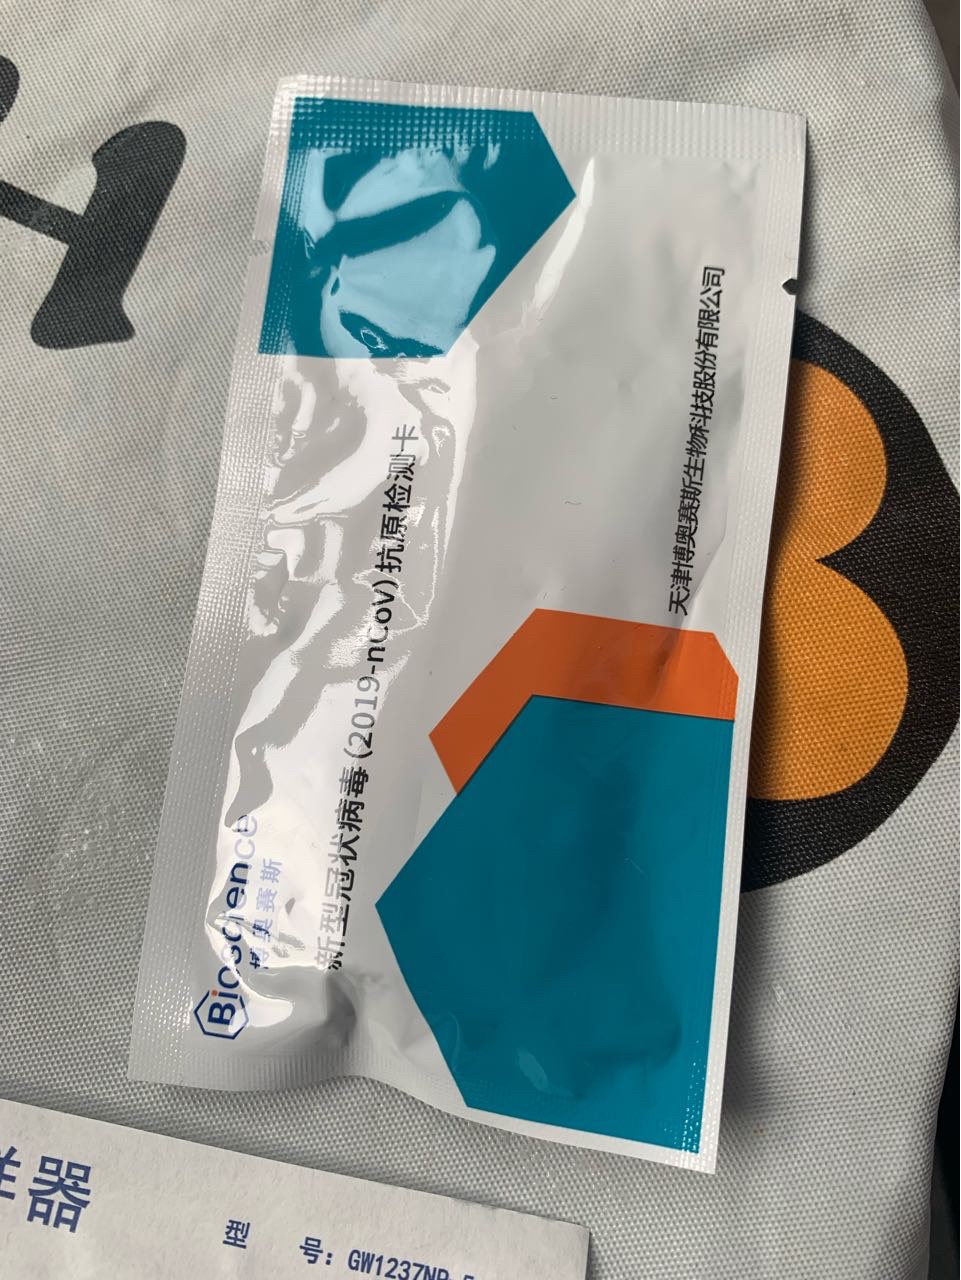 Bioscience
博奥赛斯
新型冠状病毒(2019-nCoV)抗原检测卡
天津博奥赛斯生物科技股份有限公司
器
型 号: GW1237NP-5